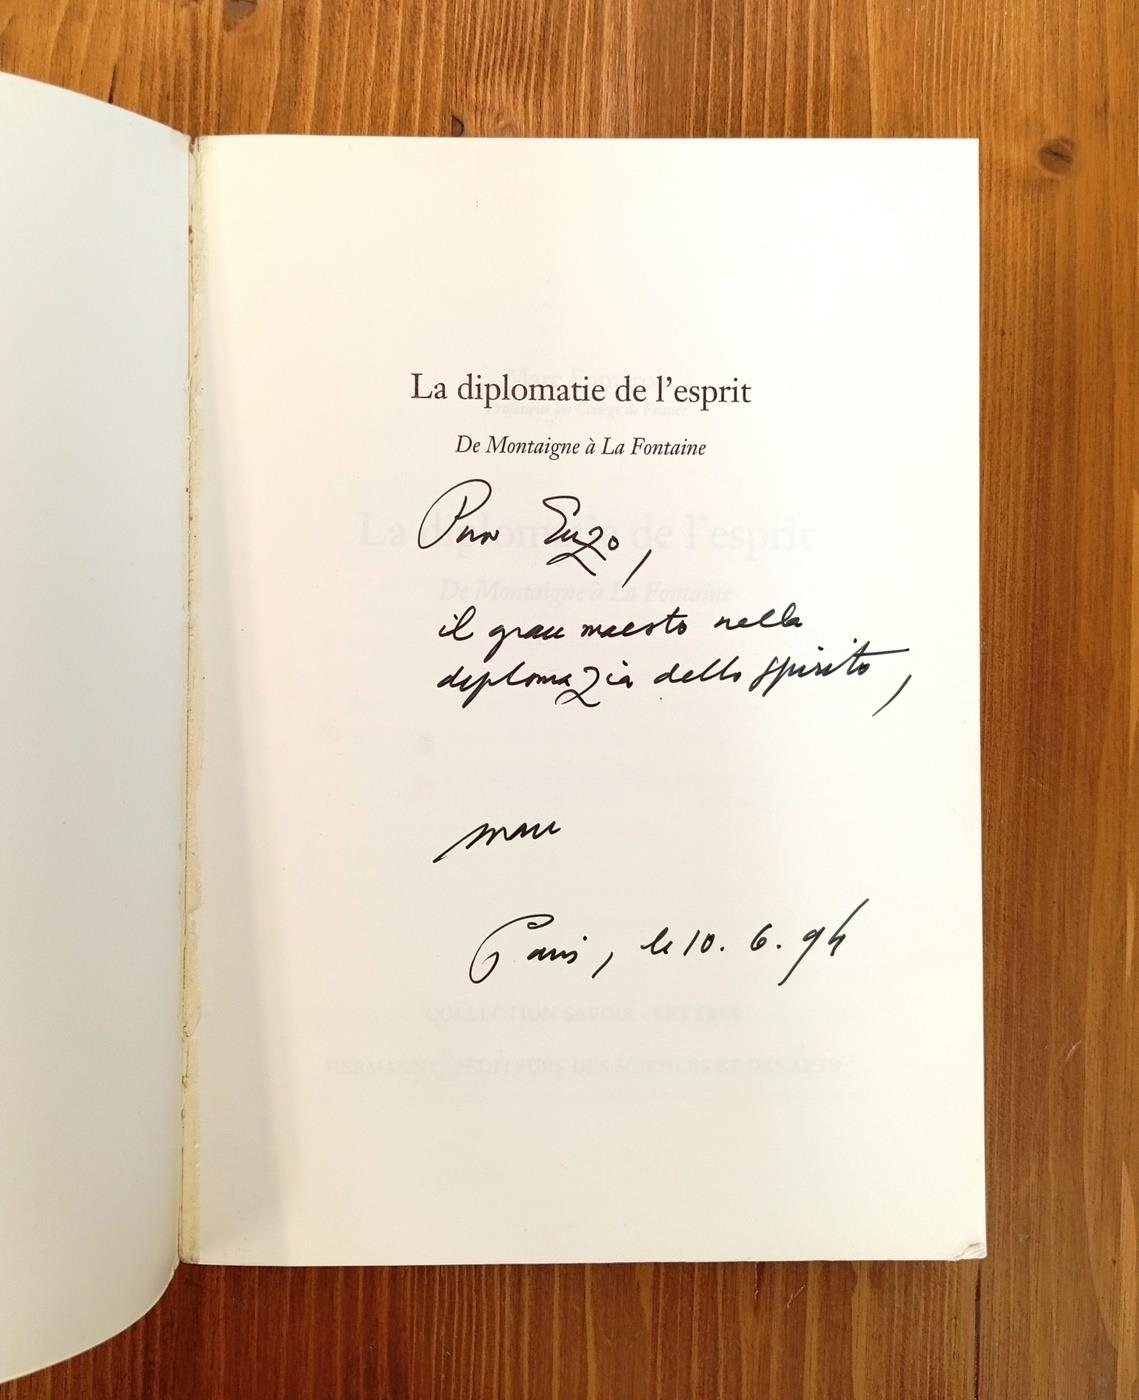 La diplomatie de l'esprit
De Montaigne à La Fontaine
Pour Enzo,
il gran maestro nella
diplomazia dello spirito,
Marc
Paris, le 10. 6. 94
COLLECTION SAVOIR : LETTRES
HERMANN ÉDITEURS DES SCIENCES ET DES ARTS